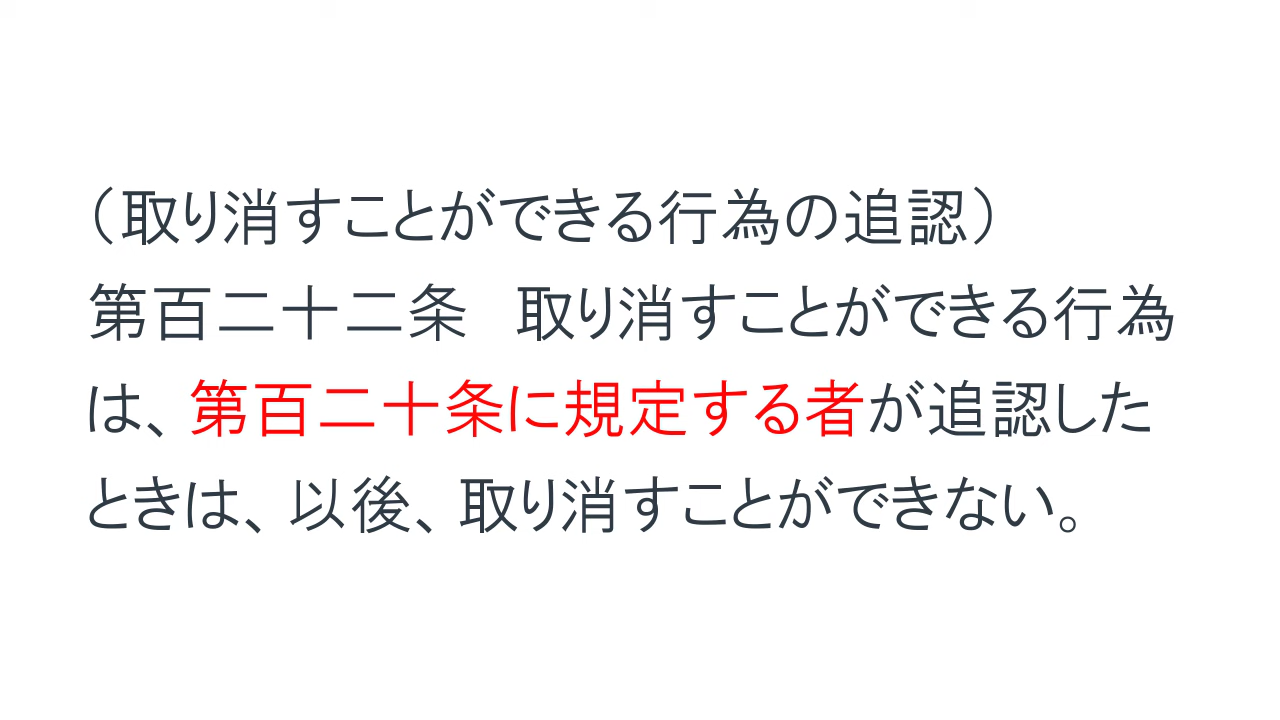 （取り消すことができる行為の追認）
第百二十二条　取り消すことができる行為
は、第百二十条に規定する者が追認した
ときは、以後、取り消すことができない。